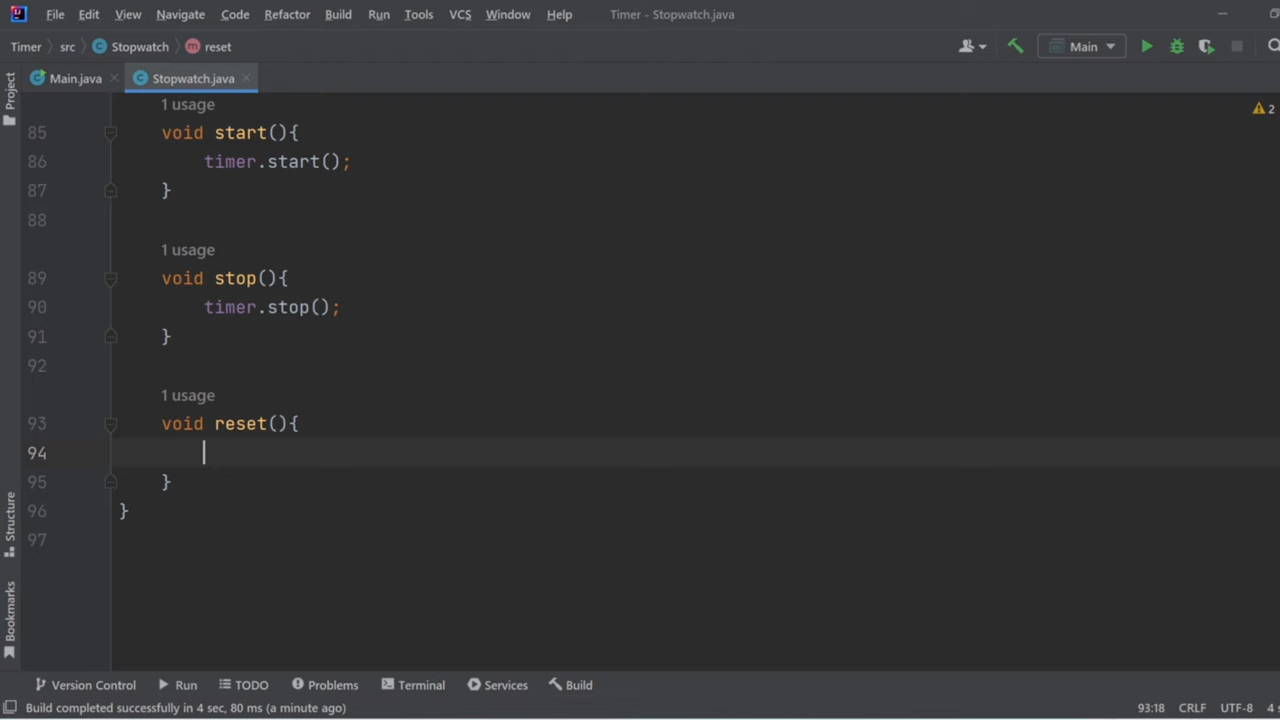 File Edit View Navigate Code Refactor Build Run Tools VCS Window Help Timer - Stopwatch.java
Timer src Stopwatch reset Main
Main.java Stopwatch.java
Project
1 usage
2
85 void start(){
86 timer.start();
87 }
88
1 usage
89 void stop(){
90 timer.stop();
91 }
92
1 usage
93 void reset(){
94
95 }
96 }
97
Structure
Bookmarks
Version Control Run TODO Problems Terminal Services Build
Build completed successfully in 4 sec, 80 ms (a minute ago) 93:18 CRLF UTF-8 4